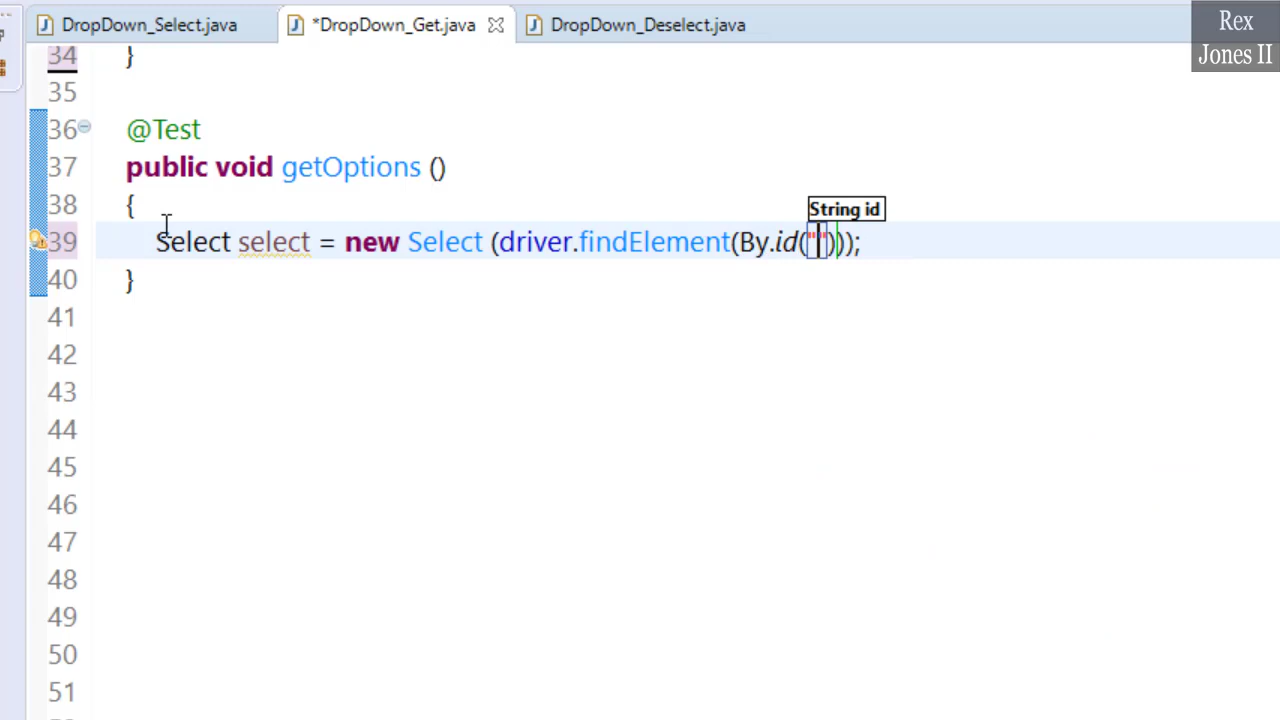 DropDown_Select.java
*DropDown_Get.java
DropDown_Deselect.java
Rex
Jones II
34 }
35
36 @Test
37 public void getOptions ()
38 {
String id
39 Select select = new Select (driver.findElement(By.id("")));
40 }
41
42
43
44
45
46
47
48
49
50
51